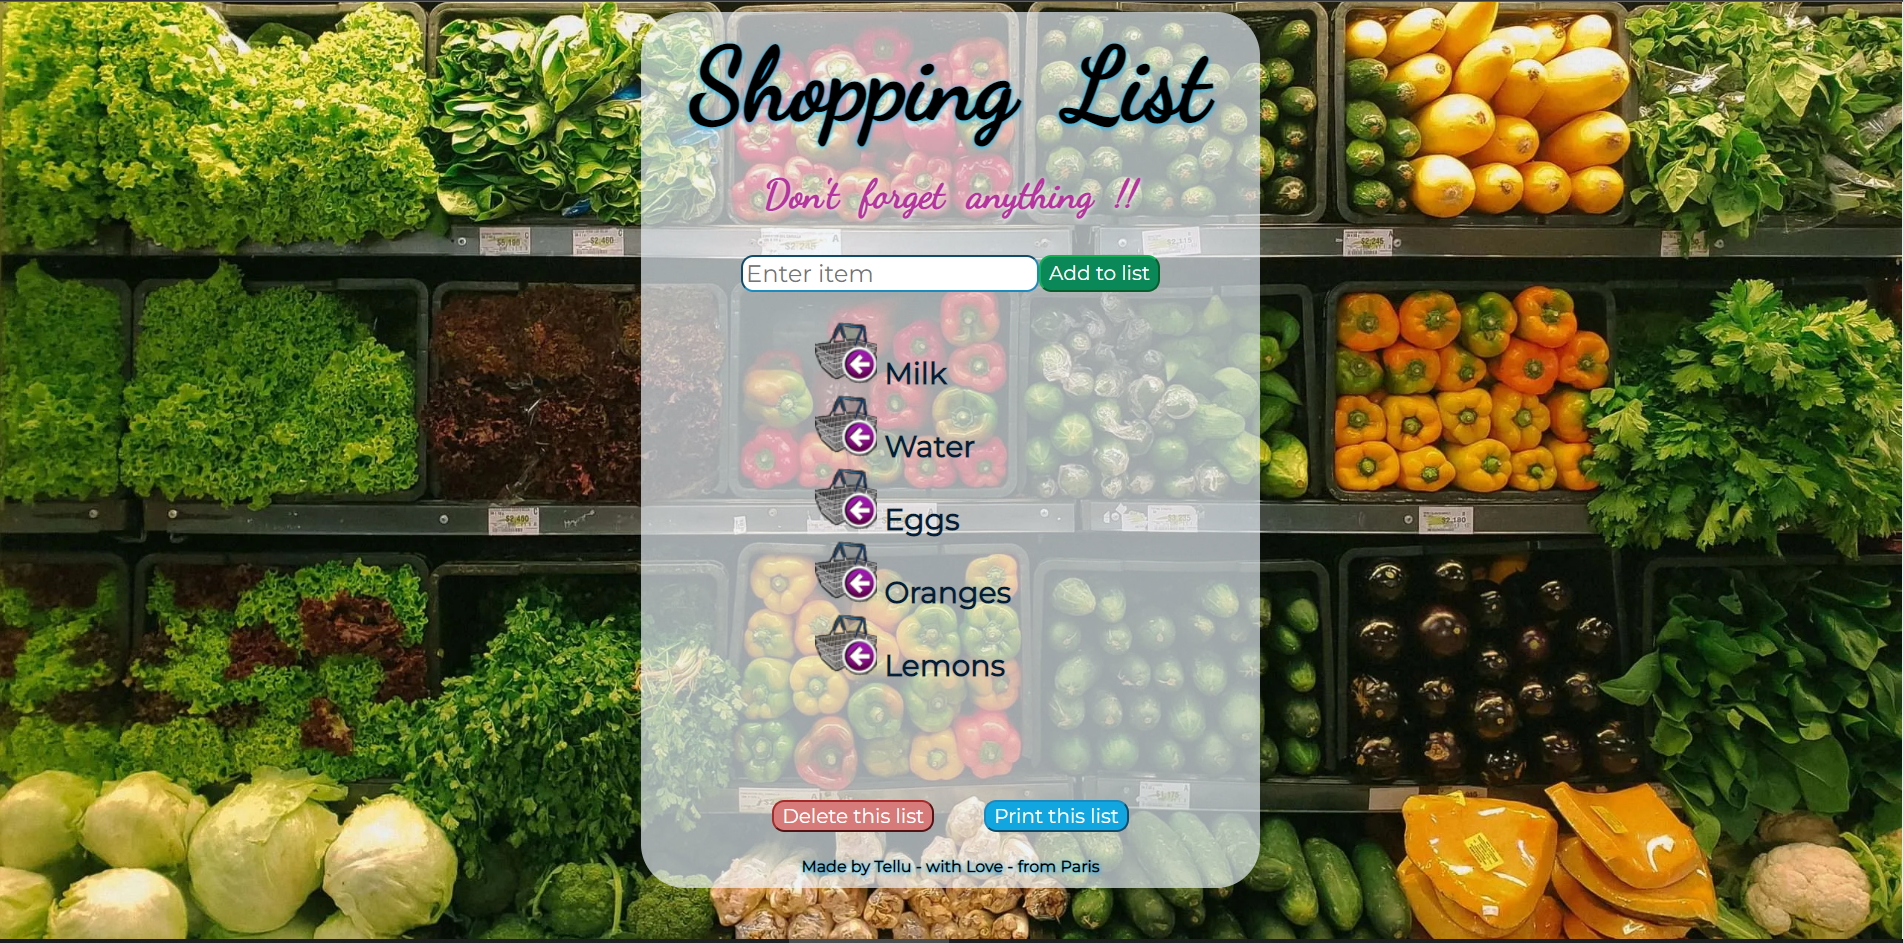 Shopping List
Don't forget anything !!
Enter item
Add to list
Milk
Water
Eggs
Oranges
Lemons
Delete this list
Print this list
Made by Tellu - with Love - from Paris